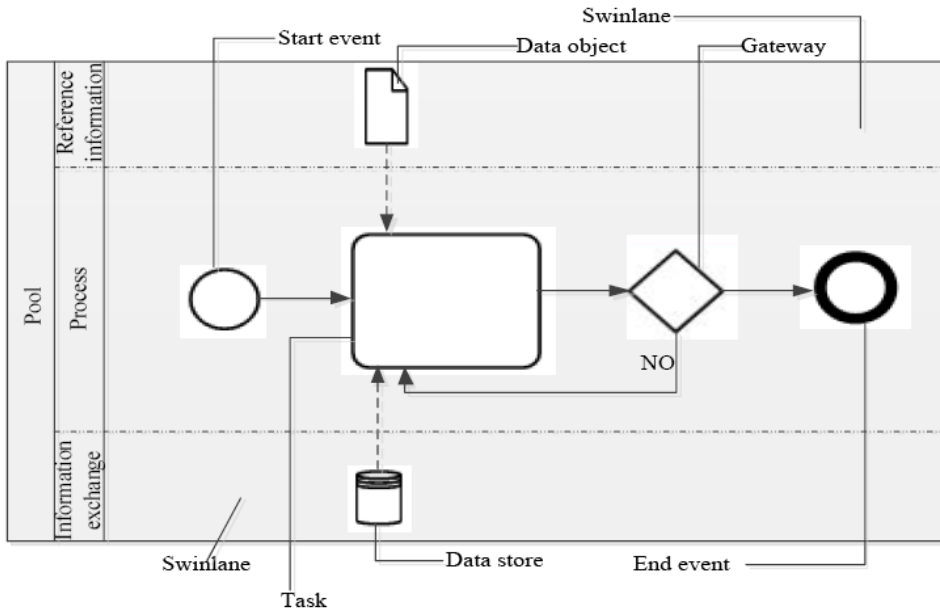 Swinlane
Start event
Data object
Gateway
Reference
information
Pool
Process
NO
Information
exchange
Swinlane
Data store
End event
Task